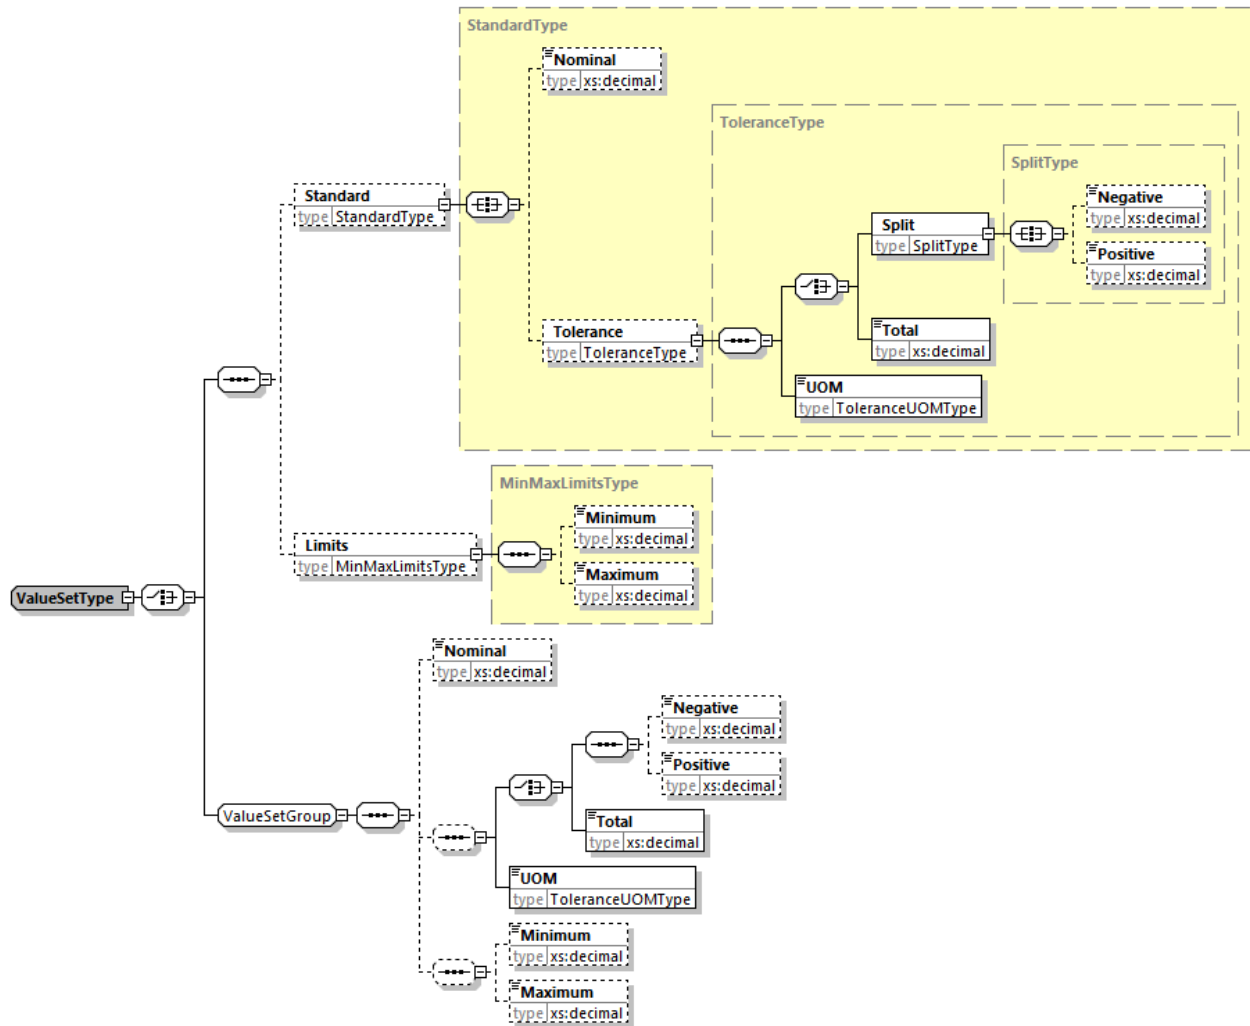 StandardType
Nominal
type xs:decimal
ToleranceType
SplitType
Standard
type StandardType
Negative
type xs:decimal
Split
type SplitType
Positive
type xs:decimal
Tolerance
type ToleranceType
Total
type xs:decimal
UOM
type ToleranceUOMType
MinMaxLimitsType
Minimum
type xs:decimal
Limits
type MinMaxLimitsType
Maximum
type xs:decimal
ValueSetType
Nominal
type xs:decimal
Negative
type xs:decimal
Positive
type xs:decimal
ValueSetGroup
Total
type xs:decimal
UOM
type ToleranceUOMType
Minimum
type xs:decimal
Maximum
type xs:decimal